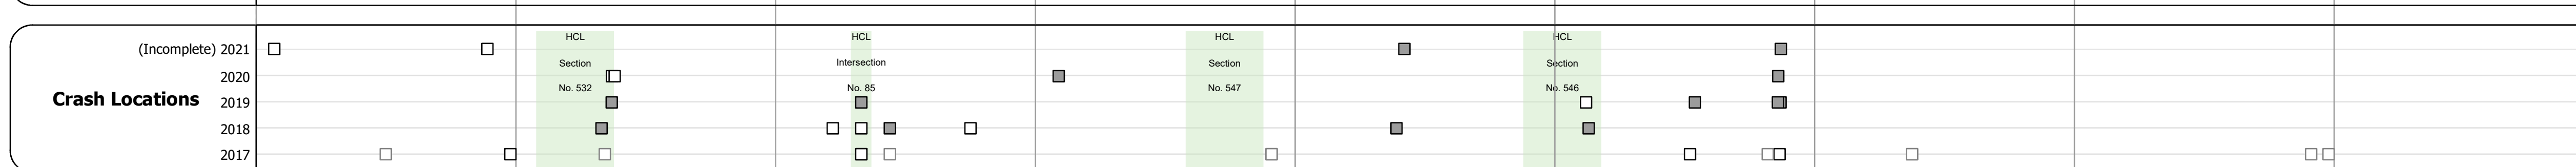 Crash Locations
(Incomplete) 2021
2020
2019
2018
2017
HCL
Section
No. 532
HCL
Intersection
No. 85
HCL
Section
No. 547
HCL
Section
No. 546